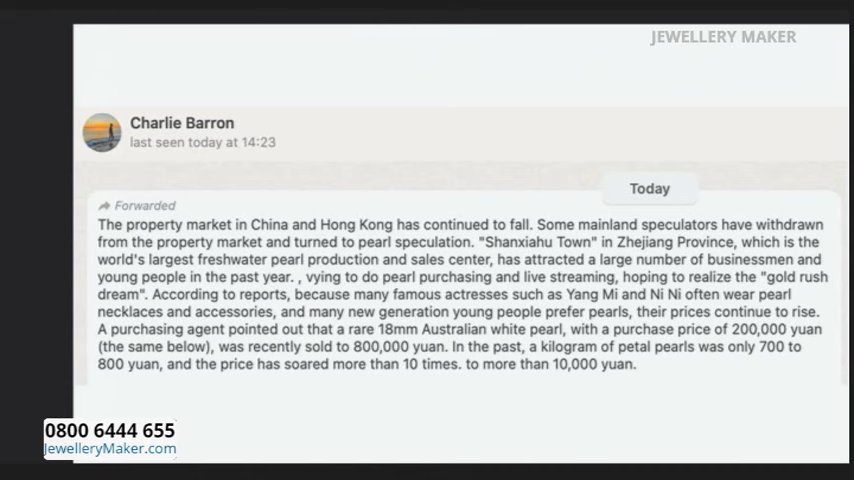 JEWELLERY MAKER
Charlie Barron
last seen today at 14:23
Today
Forwarded
The property market in China and Hong Kong has continued to fall. Some mainland speculators have withdrawn
from the property market and turned to pearl speculation. "Shanxiahu Town" in Zhejiang Province, which is the
world's largest freshwater pearl production and sales center, has attracted a large number of businessmen and
young people in the past year. , vying to do pearl purchasing and live streaming, hoping to realize the "gold rush
dream". According to reports, because many famous actresses such as Yang Mi and Ni Ni often wear pearl
necklaces and accessories, and many new generation young people prefer pearls, their prices continue to rise.
A purchasing agent pointed out that a rare 18mm Australian white pearl, with a purchase price of 200,000 yuan
(the same below), was recently sold to 800,000 yuan. In the past, a kilogram of petal pearls was only 700 to
800 yuan, and the price has soared more than 10 times. to more than 10,000 yuan.
0800 6444 655
JewelleryMaker.com